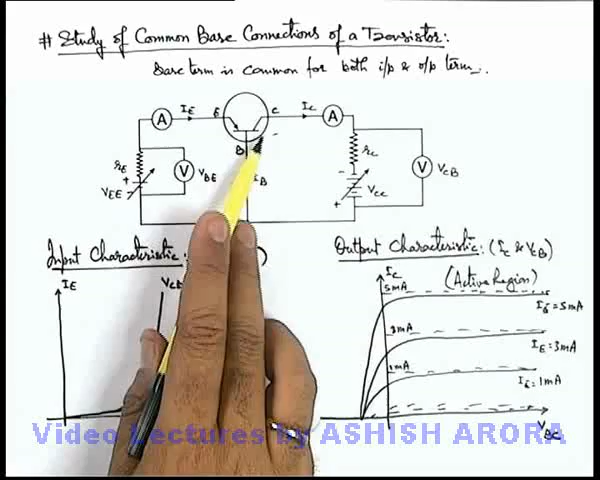 # Study of Common Base Connections of a Transistor:
Base term is common for both i/p & o/p term.
A IE E C IC A
rE B rC
+ V VBE IB - V VCB
VEE - + VCC
Input Characteristic: ) Output Characteristic: (IC & VCB)
IE VCB IC (Active Region)
5mA IE = 5mA
3mA IE = 3mA
1mA IE = 1mA
Video Lectures by ASHISH ARORA
VBC